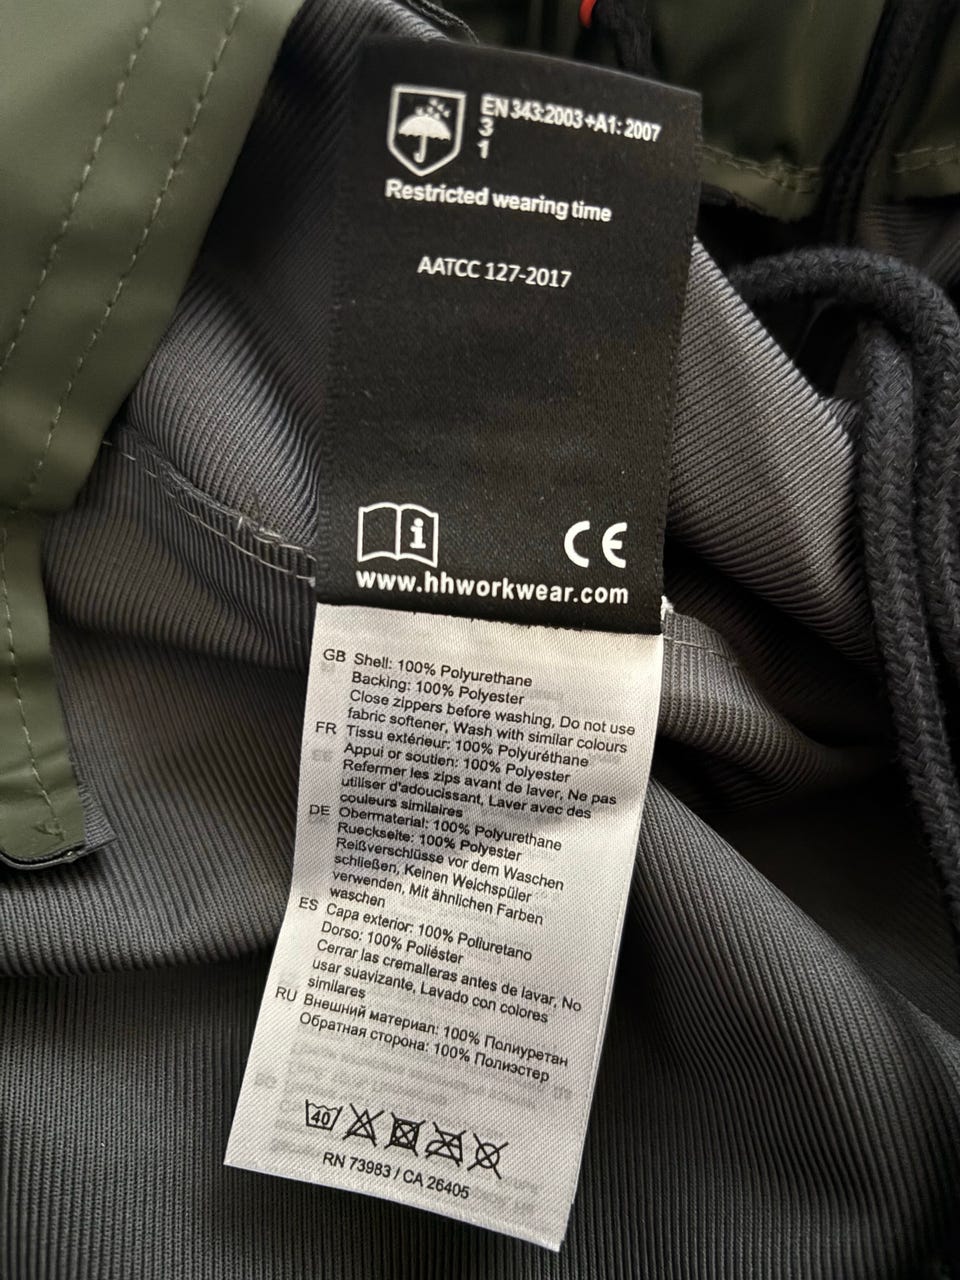 EN 343:2003+A1: 2007
3
1
Restricted wearing time
AATCC 127-2017
i
CE
www.hhworkwear.com
GB Shell: 100% Polyurethane
Backing: 100% Polyester
Close zippers before washing, Do not use
fabric softener, Wash with similar colours
FR Tissu extérieur: 100% Polyuréthane
Appui or soutien: 100% Polyester
Refermer les zips avant de laver, Ne pas
utiliser d'adoucissant, Laver avec des
couleurs similaires
DE Obermaterial: 100% Polyurethane
Rueckseite: 100% Polyester
Reißverschlüsse vor dem Waschen
schließen, Keinen Weichspüler
verwenden, Mit ähnlichen Farben
waschen
ES Capa exterior: 100% Poliuretano
Dorso: 100% Poliéster
Cerrar las cremalleras antes de lavar, No
usar suavizante, Lavado con colores
similares
RU Внешний материал: 100% Полиуретан
Обратная сторона: 100% Полиэстер
40
RN 73983 / CA 26405